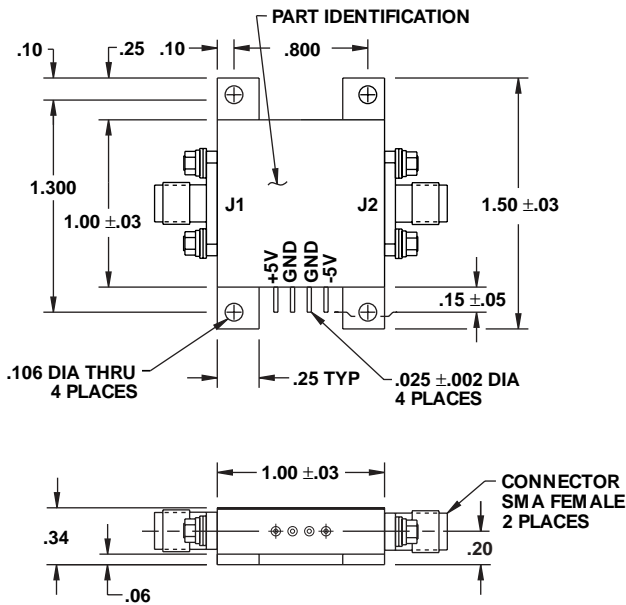 PART IDENTIFICATION
.10
.25
.10
.800
1.300
1.00 ±.03
J1
J2
1.50 ±.03
+5V
GND
GND
-5V
.15 ±.05
.106 DIA THRU
4 PLACES
.25 TYP
.025 ±.002 DIA
4 PLACES
1.00 ±.03
CONNECTOR
SMA FEMALE
2 PLACES
.34
.20
.06